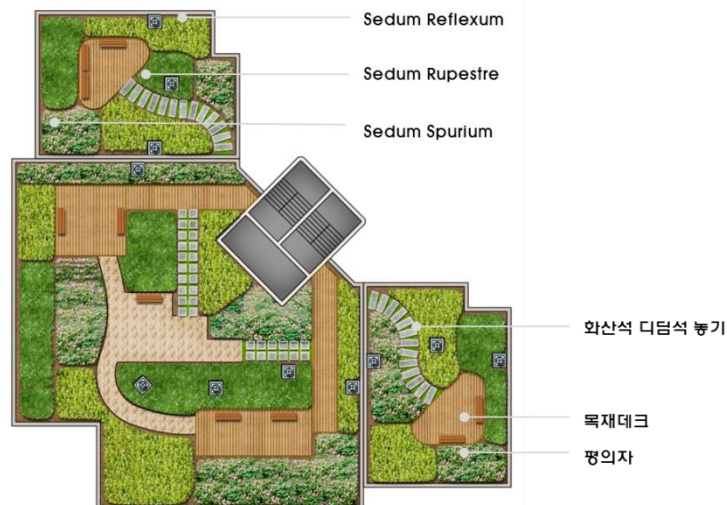 Sedum Reflexum
Sedum Rupestre
Sedum Spurium
화산석 디딤석 놓기
목재데크
평의자